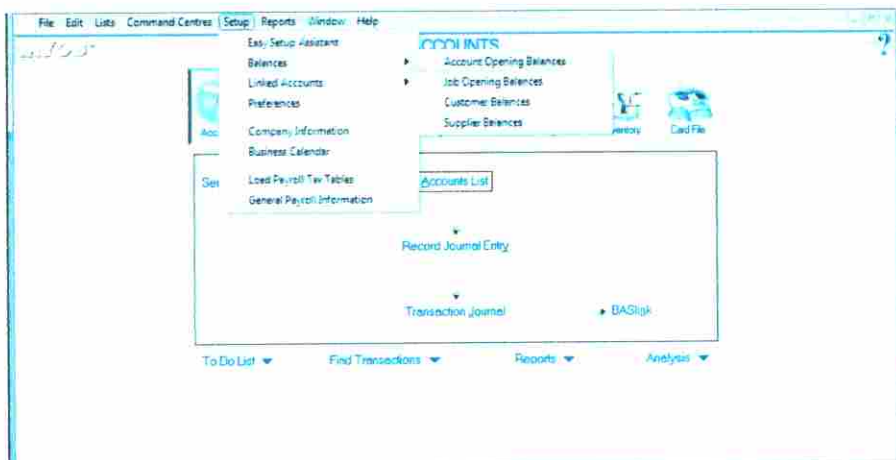 File Edit Lists Command Centres Setup Reports Window Help
Easy Setup Assistant
Balances
Linked Accounts
Preferences
Company Information
Business Calendar
Load Payroll Tax Tables
General Payroll Information
ACCOUNTS
Account Opening Balances
Job Opening Balances
Customer Balances
Supplier Balances
Card File
Accounts List
Record Journal Entry
Transaction Journal
BASlink
To Do List
Find Transactions
Reports
Analysis
?